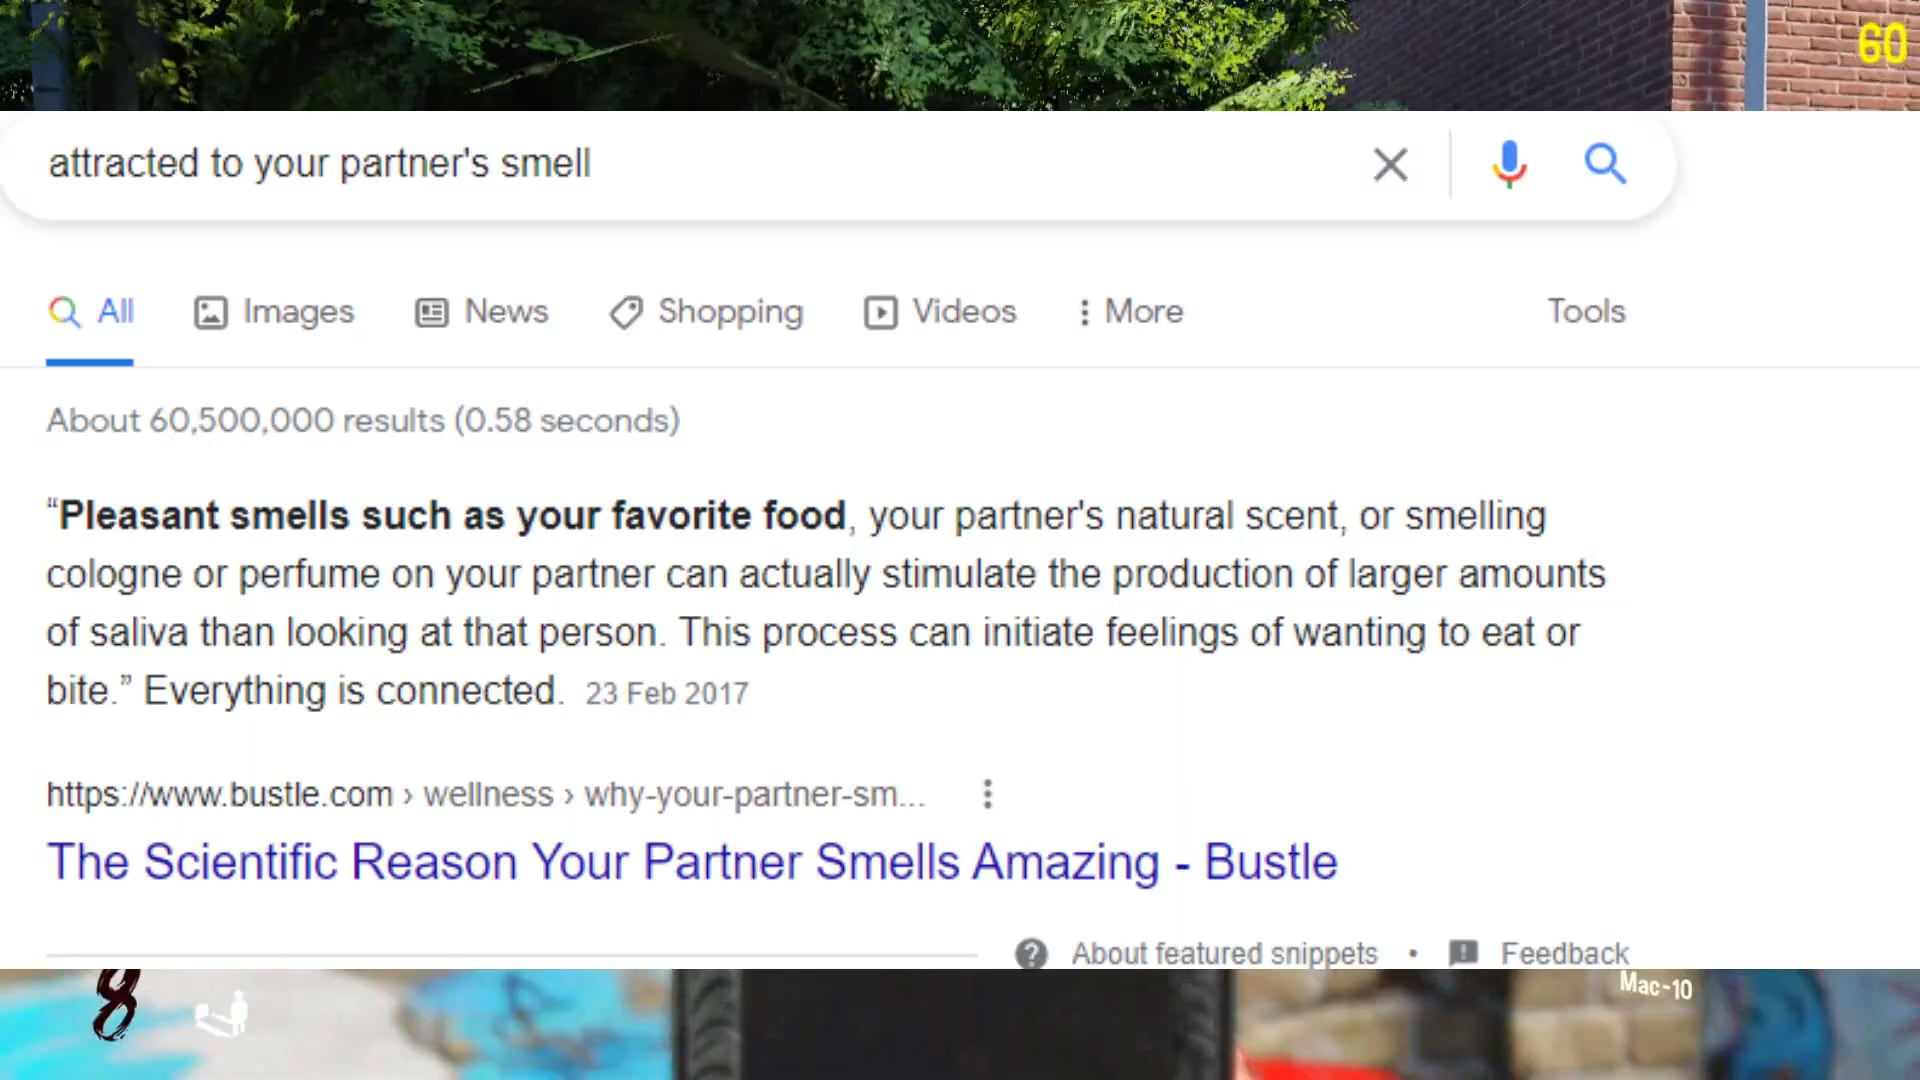 60
attracted to your partner's smell
All Images News Shopping Videos More Tools
About 60,500,000 results (0.58 seconds)
“Pleasant smells such as your favorite food, your partner's natural scent, or smelling
cologne or perfume on your partner can actually stimulate the production of larger amounts
of saliva than looking at that person. This process can initiate feelings of wanting to eat or
bite.” Everything is connected. 23 Feb 2017
https://www.bustle.com › wellness › why-your-partner-sm...
The Scientific Reason Your Partner Smells Amazing - Bustle
About featured snippets • Feedback
8
Mac-10